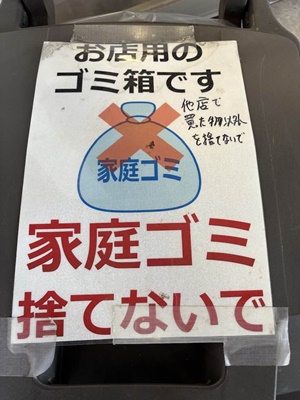 お店用の
ゴミ箱です
他店で
買った物以外
を捨てないで
家庭ゴミ
家庭ゴミ
捨てないで